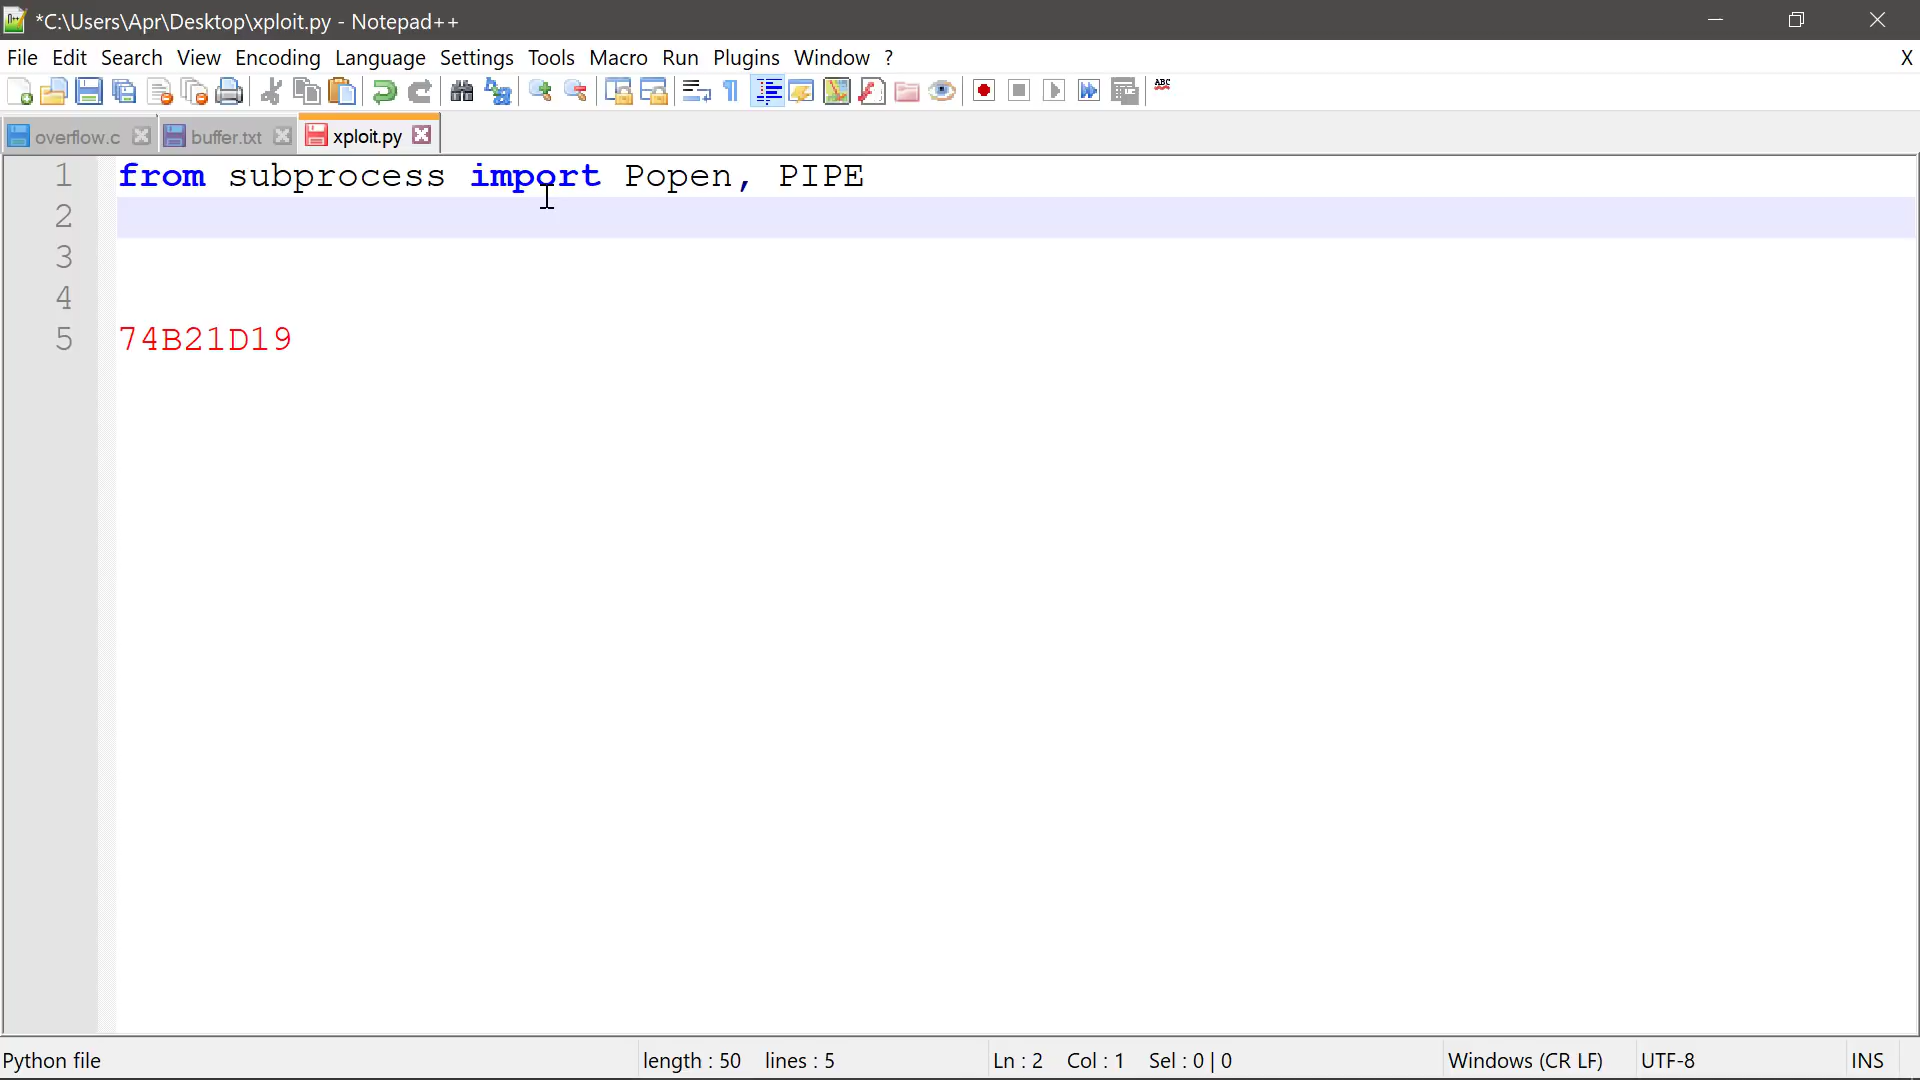 *C:\Users\Apr\Desktop\xploit.py - Notepad++
File Edit Search View Encoding Language Settings Tools Macro Run Plugins Window ? X
ABC
overflow.c buffer.txt xploit.py
1 from subprocess import Popen, PIPE
2
3
4
5 74B21D19
Python file length : 50 lines : 5 Ln : 2 Col : 1 Sel : 0 | 0 Windows (CR LF) UTF-8 INS